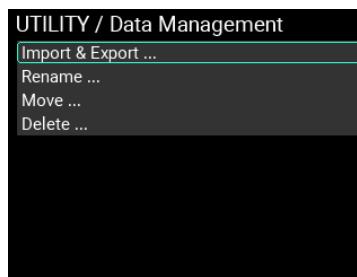 UTILITY / Data Management
Import & Export ...
Rename ...
Move ...
Delete ...